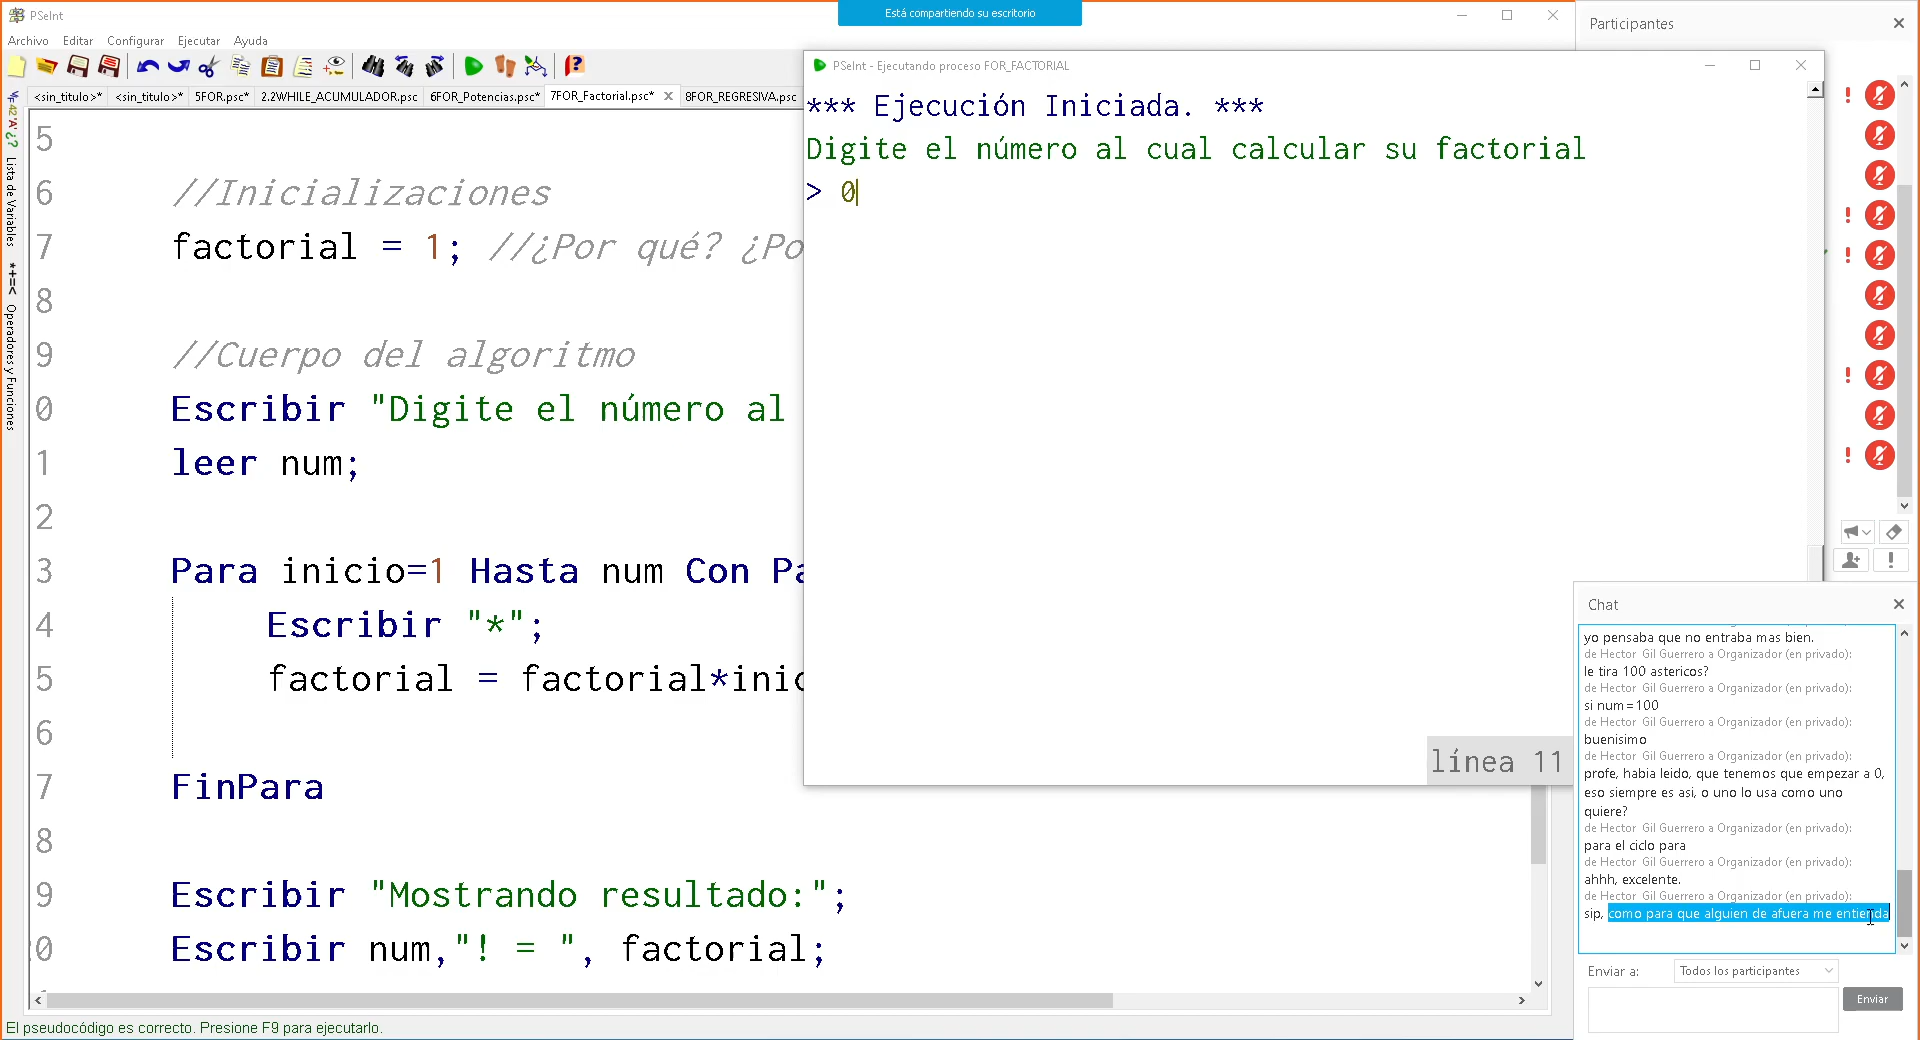 PSeInt
Está compartiendo su escritorio
Archivo Editar Configurar Ejecutar Ayuda
<sin_titulo>* <sin_titulo>* 5FOR.psc* 2.2WHILE_ACUMULADOR.psc 6FOR_Potencias.psc* 7FOR_Factorial.psc* 8FOR_REGRESIVA.psc
Lista de Variables
*+=< Operadores y Funciones
5
6 //Inicializaciones
7 factorial = 1; //¿Por qué? ¿Po
8
9 //Cuerpo del algoritmo
0 Escribir "Digite el número al
1 leer num;
2
3 Para inicio=1 Hasta num Con Pa
4 Escribir "*";
5 factorial = factorial*inic
6
7 FinPara
8
9 Escribir "Mostrando resultado:";
0 Escribir num,"! = ", factorial;
El pseudocódigo es correcto. Presione F9 para ejecutarlo.
PSeInt - Ejecutando proceso FOR_FACTORIAL
*** Ejecución Iniciada. ***
Digite el número al cual calcular su factorial
> 0
línea 11
Participantes
Chat
yo pensaba que no entraba mas bien.
de Hector Gil Guerrero a Organizador (en privado):
le tira 100 astericos?
de Hector Gil Guerrero a Organizador (en privado):
si num=100
de Hector Gil Guerrero a Organizador (en privado):
buenisimo
de Hector Gil Guerrero a Organizador (en privado):
profe, habia leido, que tenemos que empezar a 0,
eso siempre es asi, o uno lo usa como uno
quiere?
de Hector Gil Guerrero a Organizador (en privado):
para el ciclo para
de Hector Gil Guerrero a Organizador (en privado):
ahhh, excelente.
de Hector Gil Guerrero a Organizador (en privado):
sip, como para que alguien de afuera me entienda
Enviar a: Todos los participantes
Enviar